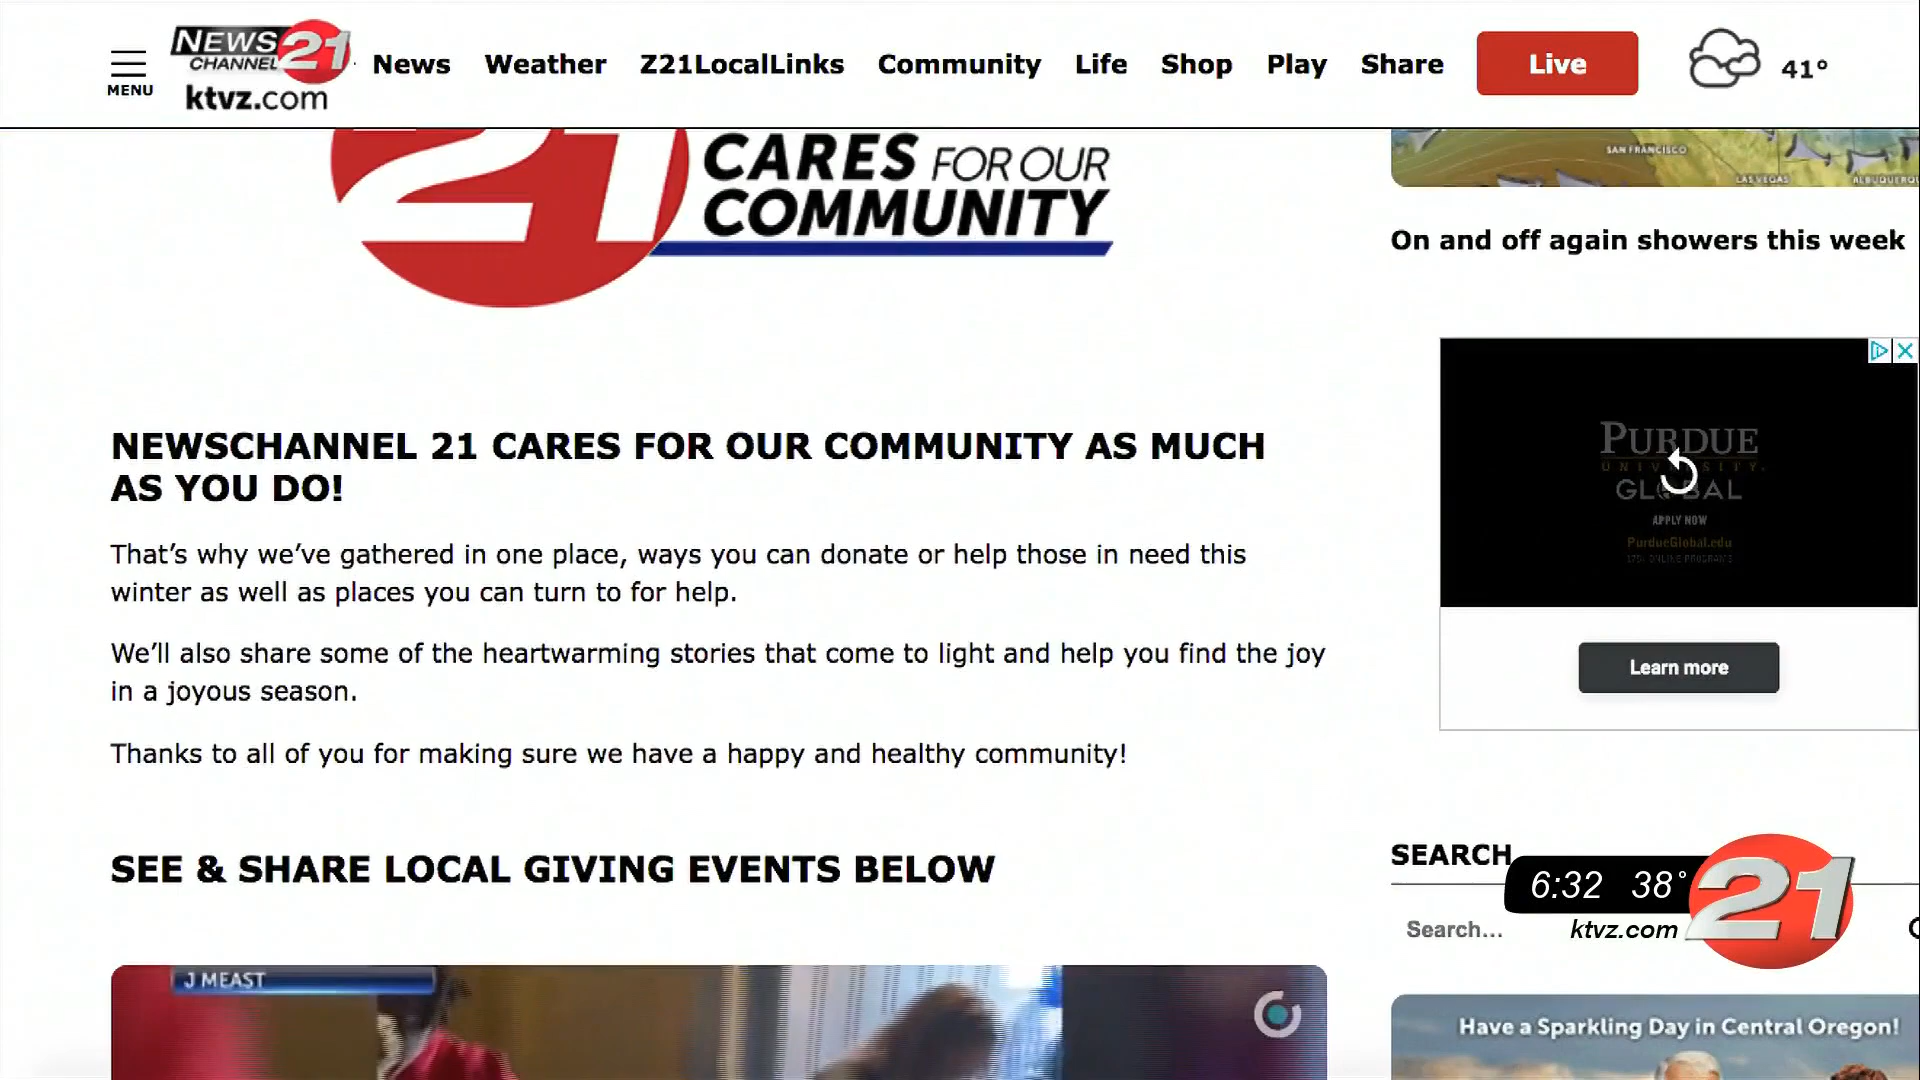 NEWS 21
CHANNEL
ktvz.com
MENU
News Weather Z21LocalLinks Community Life Shop Play Share Live 41°
21 CARES FOR OUR
COMMUNITY
SAN FRANCISCO
LAS VEGAS
On and off again showers this week
NEWSCHANNEL 21 CARES FOR OUR COMMUNITY AS MUCH
AS YOU DO!
That’s why we’ve gathered in one place, ways you can donate or help those in need this
winter as well as places you can turn to for help.
We’ll also share some of the heartwarming stories that come to light and help you find the joy
in a joyous season.
Thanks to all of you for making sure we have a happy and healthy community!
SEE & SHARE LOCAL GIVING EVENTS BELOW
J MEAST
PURDUE
UNIVERSITY
GLOBAL
APPLY NOW
PurdueGlobal.edu
175+ ONLINE PROGRAMS
Learn more
SEARCH
Search...
6:32 38° 21
ktvz.com
Have a Sparkling Day in Central Oregon!